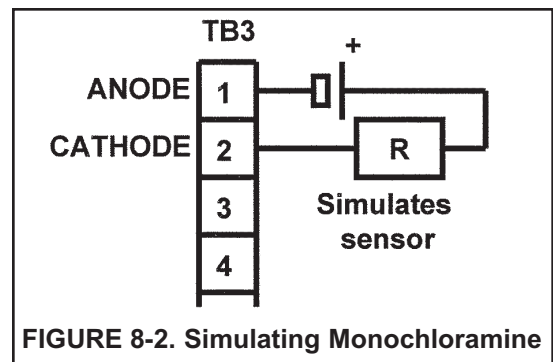 TB3
+
ANODE 1
CATHODE 2 R
3 Simulates
4 sensor
FIGURE 8-2. Simulating Monochloramine